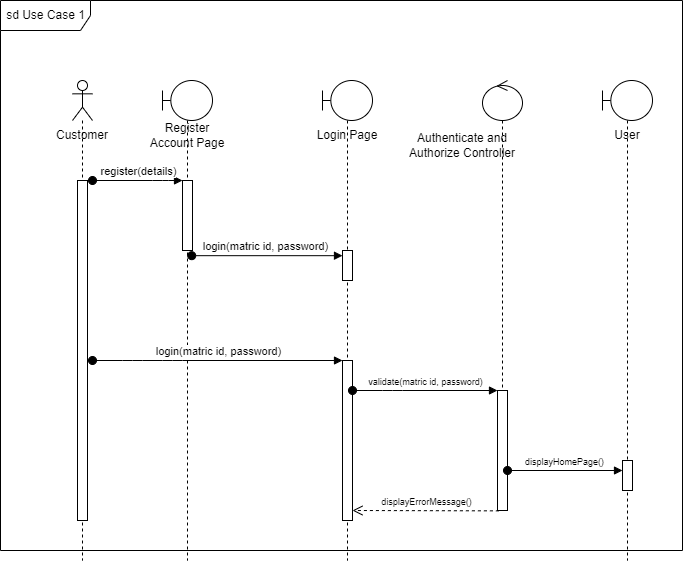 sd Use Case 1
Customer
Register
Account Page
Login Page
Authenticate and
Authorize Controller
User
register(details)
login(matric id, password)
login(matric id, password)
validate(matric id, password)
displayHomePage()
displayErrorMessage()